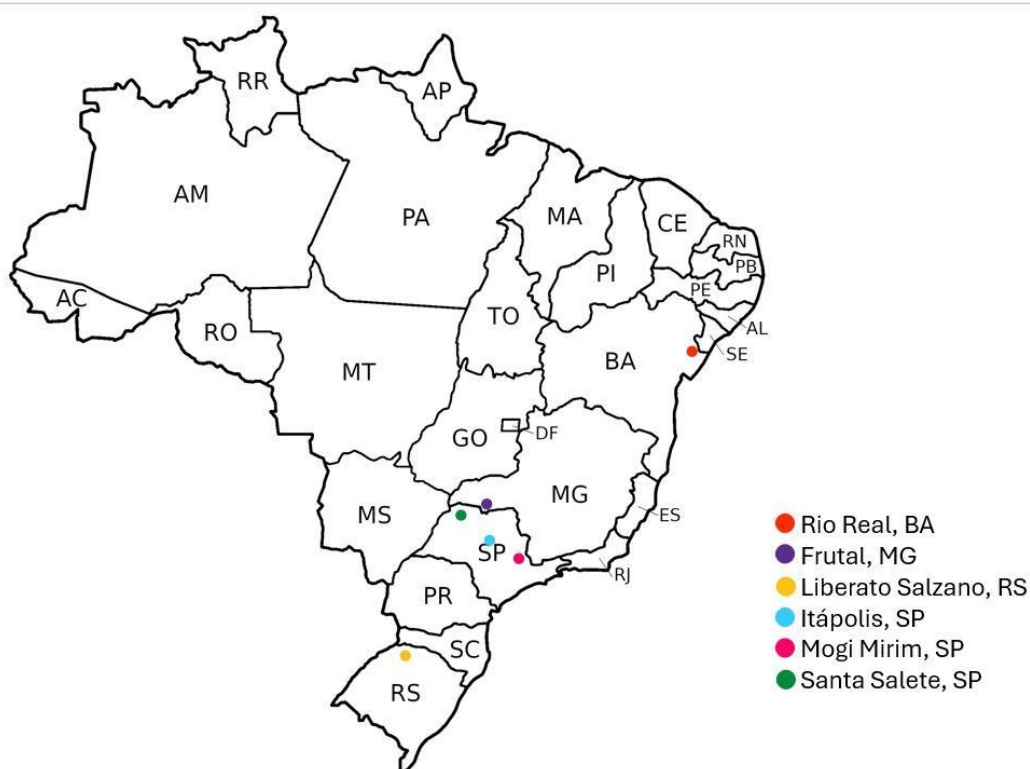 RR
AP
AM
PA
MA
CE
RN
PB
PI
PE
AC
TO
AL
RO
SE
BA
MT
DF
GO
MG
MS
ES
SP
RJ
PR
SC
RS
Rio Real, BA
Frutal, MG
Liberato Salzano, RS
Itápolis, SP
Mogi Mirim, SP
Santa Salete, SP